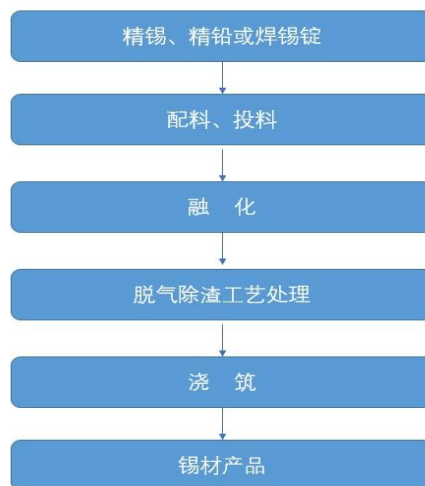 精锡、精铅或焊锡锭
配料、投料
融 化
脱气除渣工艺处理
浇 筑
锡材产品